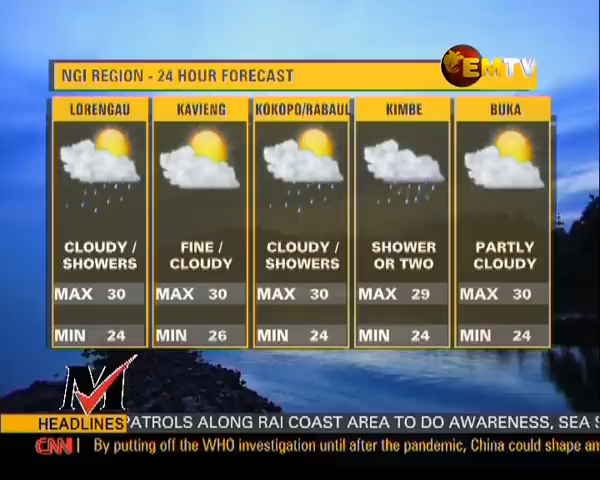 EMTV
NGI REGION - 24 HOUR FORECAST
LORENGAU
CLOUDY /
SHOWERS
MAX 30
MIN 24
KAVIENG
FINE /
CLOUDY
MAX 30
MIN 26
KOKOPO/RABAUL
CLOUDY /
SHOWERS
MAX 30
MIN 24
KIMBE
SHOWER
OR TWO
MAX 29
MIN 24
BUKA
PARTLY
CLOUDY
MAX 30
MIN 24
M
HEADLINES PATROLS ALONG RAI COAST AREA TO DO AWARENESS, SEA S
CNN | By putting off the WHO investigation until after the pandemic, China could shape an